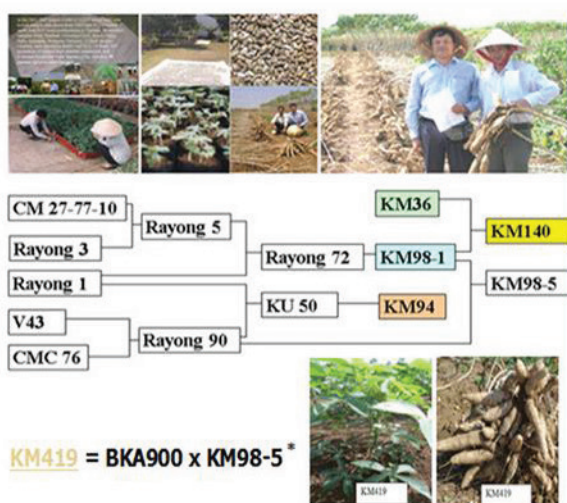 CM 27-77-10
Rayong 5
Rayong 3
Rayong 1
V43
CMC 76
Rayong 90
Rayong 72
KU 50
KM36
KM98-1
KM94
KM140
KM98-5
KM419 = BKA900 x KM98-5 *
KM419
KM419